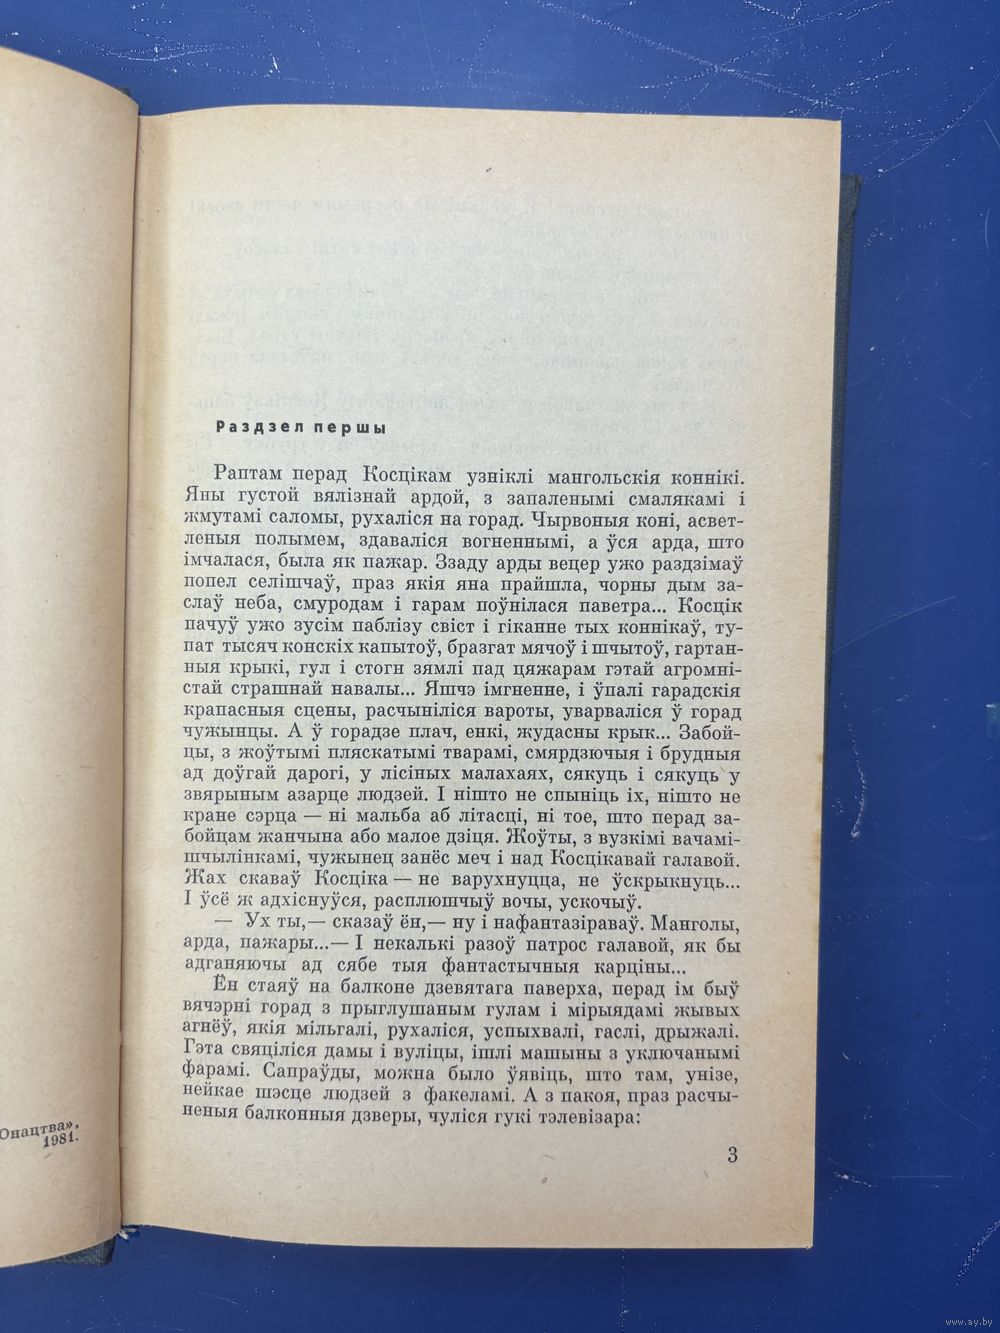 Раздзел першы
Раптам перад Косцікам узніклі мангольскія коннікі.
Яны густой вялізнай ардой, з запаленымі смалякамі і
жмутамі саломы, рухаліся на горад. Чырвоныя коні, асвет-
леныя полымем, здаваліся вогненнымі, а ўся арда, што
імчалася, была як пажар. Ззаду арды вецер ужо раздзімаў
попел селішчаў, праз якія яна прайшла, чорны дым за-
слаў неба, смуродам і гарам поўнілася паветра... Косцік
пачуў ужо зусім паблізу свіст і гіканне тых коннікаў, ту-
пат тысяч конскіх капытоў, бразгат мячоў і шчытоў, гартан-
ныя крыкі, гул і стогн зямлі пад цяжарам гэтай агромні-
стай страшнай навалы... Яшчэ імгненне, і ўпалі гарадскія
крапасныя сцены, расчыніліся вароты, уварваліся ў горад
чужынцы. А ў горадзе плач, енкі, жудасны крык... Забой-
цы, з жоўтымі пляскатымі тварамі, смярдзючыя і брудныя
ад доўгай дарогі, у лісіных малахаях, сякуць і сякуць у
звярыным азарце людзей. І нішто не спыніць іх, нішто не
кране сэрца — ні мальба аб літасці, ні тое, што перад за-
бойцам жанчына або малое дзіця. Жоўты, з вузкімі вачамі-
шчылінкамі, чужынец занёс меч і над Косцікавай галавой.
Жах скаваў Косціка — не варухнуцца, не ўскрыкнуць...
І ўсё ж адхіснуўся, расплюшчыў вочы, ускочыў.
— Ух ты,— сказаў ён,— ну і нафантазіраваў. Манголы,
арда, пажары...— І некалькі разоў патрос галавой, як бы
адганяючы ад сябе тыя фантастычныя карціны...
Ён стаяў на балконе дзевятага паверха, перад ім быў
вячэрні горад з прыглушаным гулам і мірыядамі жывых
агнёў, якія мільгалі, рухаліся, успыхвалі, гаслі, дрыжалі.
Гэта свяціліся дамы і вуліцы, ішлі машыны з уключанымі
фарамі. Сапраўды, можна было ўявіць, што там, унізе,
нейкае шэсце людзей з факеламі. А з пакоя, праз расчы-
неныя балконныя дзверы, чуліся гукі тэлевізара:
3
Юнацтва»,
1981.
www.ay.by